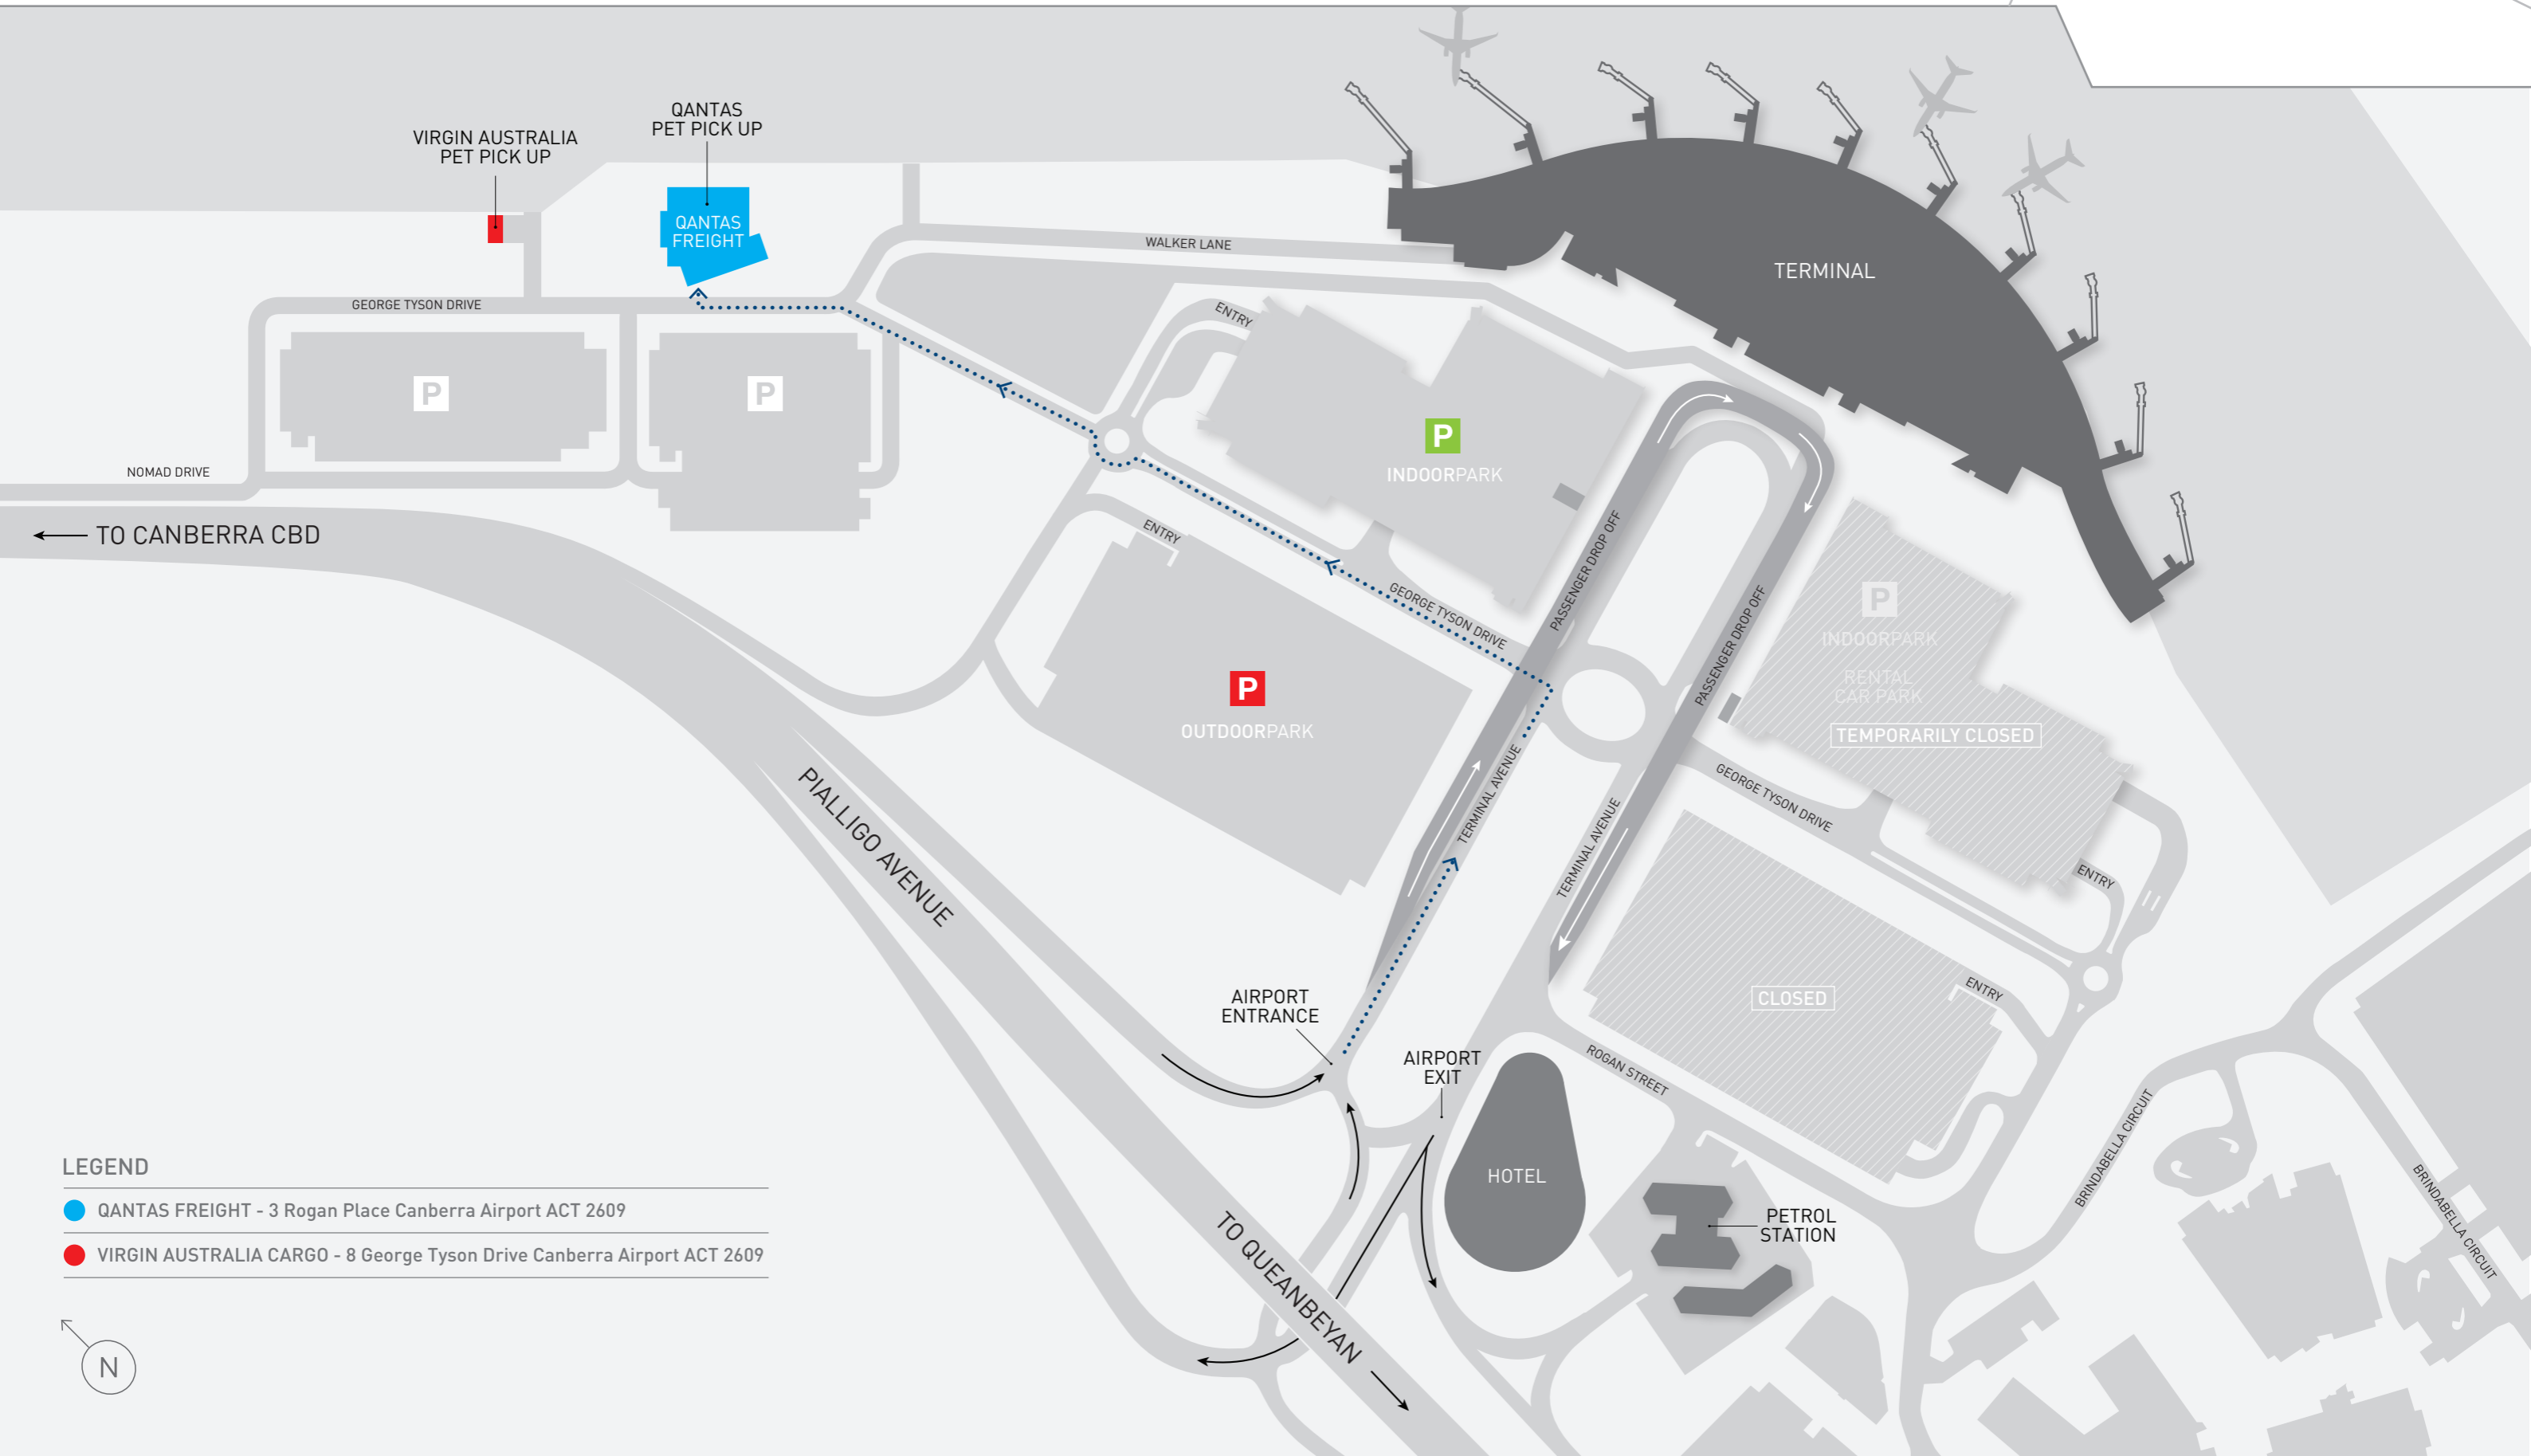 QANTAS
PET PICK UP
VIRGIN AUSTRALIA
PET PICK UP
QANTAS
FREIGHT
WALKER LANE
TERMINAL
GEORGE TYSON DRIVE
ENTRY
P
P
P
INDOORPARK
NOMAD DRIVE
TO CANBERRA CBD
ENTRY
PASSENGER DROP OFF
GEORGE TYSON DRIVE
PASSENGER DROP OFF
P
INDOORPARK
RENTAL
CAR PARK
TEMPORARILY CLOSED
P
OUTDOORPARK
TERMINAL AVENUE
GEORGE TYSON DRIVE
PIALLIGO AVENUE
TERMINAL AVENUE
ENTRY
ENTRY
CLOSED
AIRPORT
ENTRANCE
AIRPORT
EXIT
ROGAN STREET
BRINDABELLA CIRCUIT
BRINDABELLA CIRCUIT
HOTEL
PETROL
STATION
TO QUEANBEYAN
LEGEND
QANTAS FREIGHT - 3 Rogan Place Canberra Airport ACT 2609
VIRGIN AUSTRALIA CARGO - 8 George Tyson Drive Canberra Airport ACT 2609
N